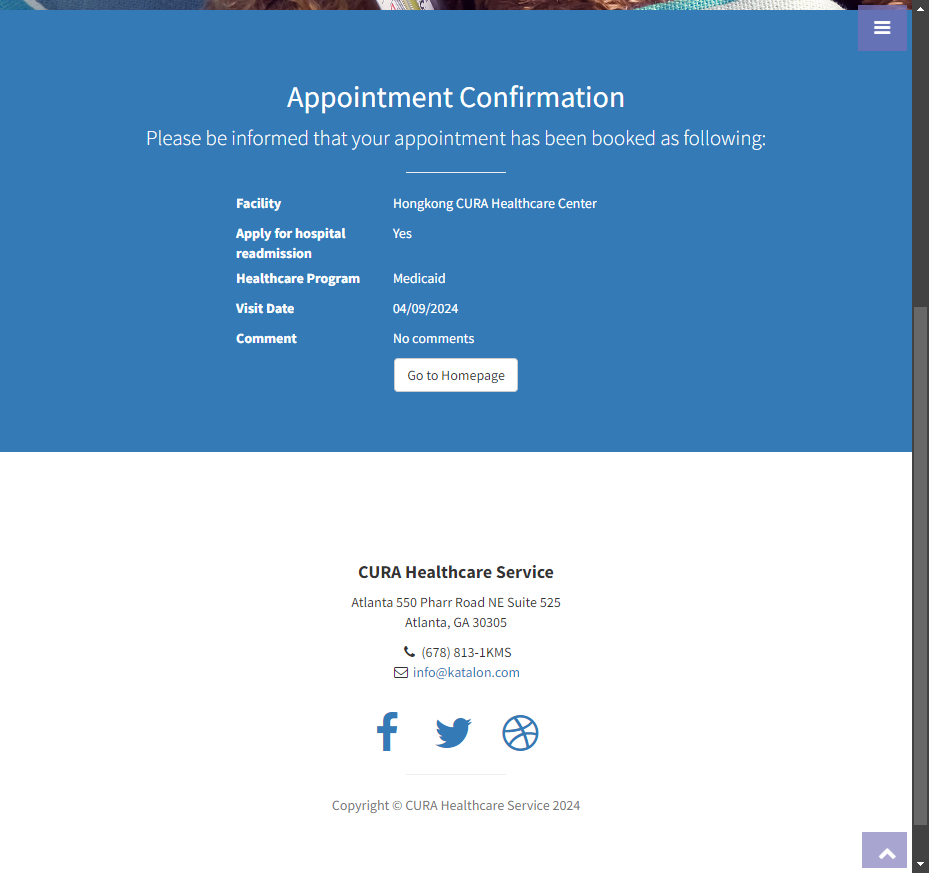 Appointment Confirmation
Please be informed that your appointment has been booked as following:
Facility Hongkong CURA Healthcare Center
Apply for hospital Yes
readmission
Healthcare Program Medicaid
Visit Date 04/09/2024
Comment No comments
Go to Homepage
CURA Healthcare Service
Atlanta 550 Pharr Road NE Suite 525
Atlanta, GA 30305
(678) 813-1KMS
info@katalon.com
Copyright © CURA Healthcare Service 2024